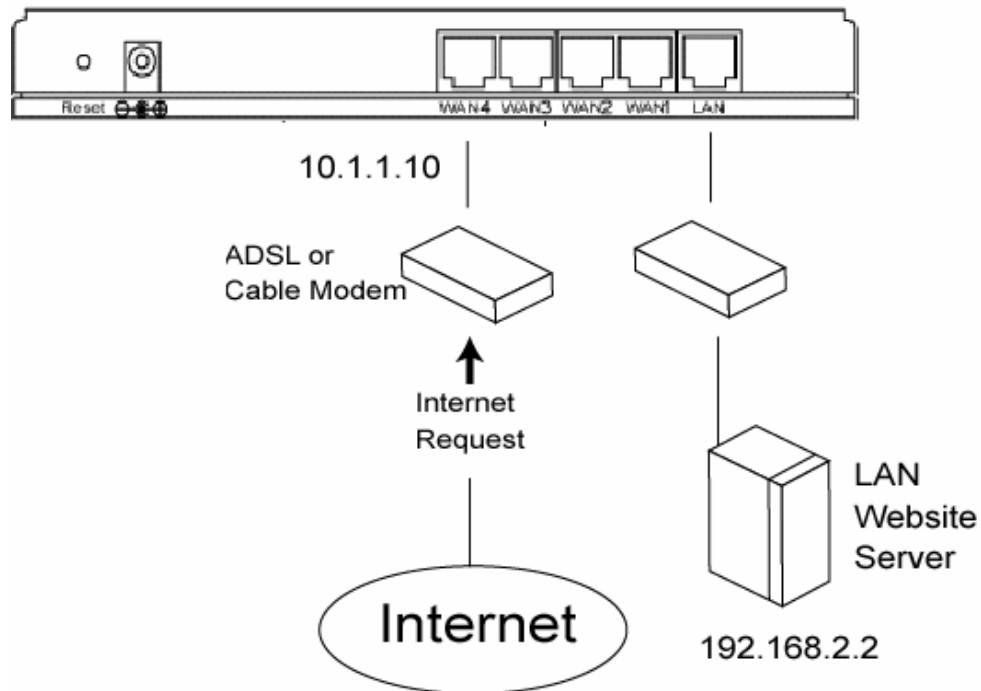 Reset
WAN4 WAN3 WAN2 WAN1 LAN
10.1.1.10
ADSL or
Cable Modem
Internet
Request
Internet
LAN
Website
Server
192.168.2.2